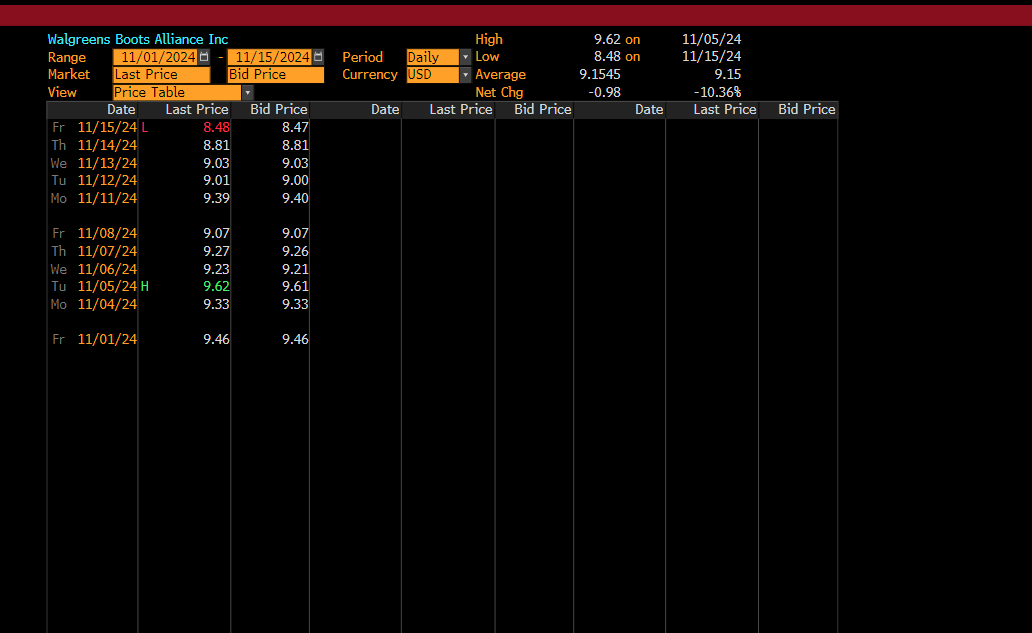 Walgreens Boots Alliance Inc High 9.62 on 11/05/24
Range 11/01/2024 - 11/15/2024 Period Daily Low 8.48 on 11/15/24
Market Last Price Bid Price Currency USD Average 9.1545 9.15
View Price Table Net Chg -0.98 -10.36%
Date Last Price Bid Price Date Last Price Bid Price Date Last Price Bid Price
Fr 11/15/24 L 8.48 8.47
Th 11/14/24 8.81 8.81
We 11/13/24 9.03 9.03
Tu 11/12/24 9.01 9.00
Mo 11/11/24 9.39 9.40
Fr 11/08/24 9.07 9.07
Th 11/07/24 9.27 9.26
We 11/06/24 9.23 9.21
Tu 11/05/24 H 9.62 9.61
Mo 11/04/24 9.33 9.33
Fr 11/01/24 9.46 9.46